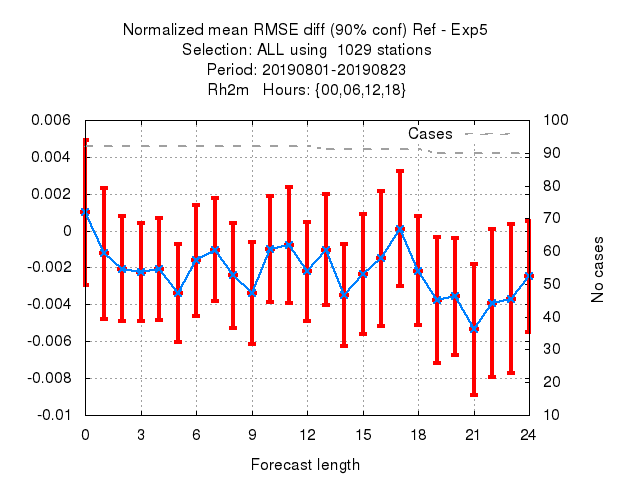 Normalized mean RMSE diff (90% conf) Ref - Exp5
Selection: ALL using  1029 stations
Period: 20190801-20190823
Rh2m   Hours: {00,06,12,18}
Cases
0.006
0.004
0.002
0
-0.002
-0.004
-0.006
-0.008
-0.01
100
90
80
70
60
50
40
30
20
10
No cases
0 3 6 9 12 15 18 21 24
Forecast length